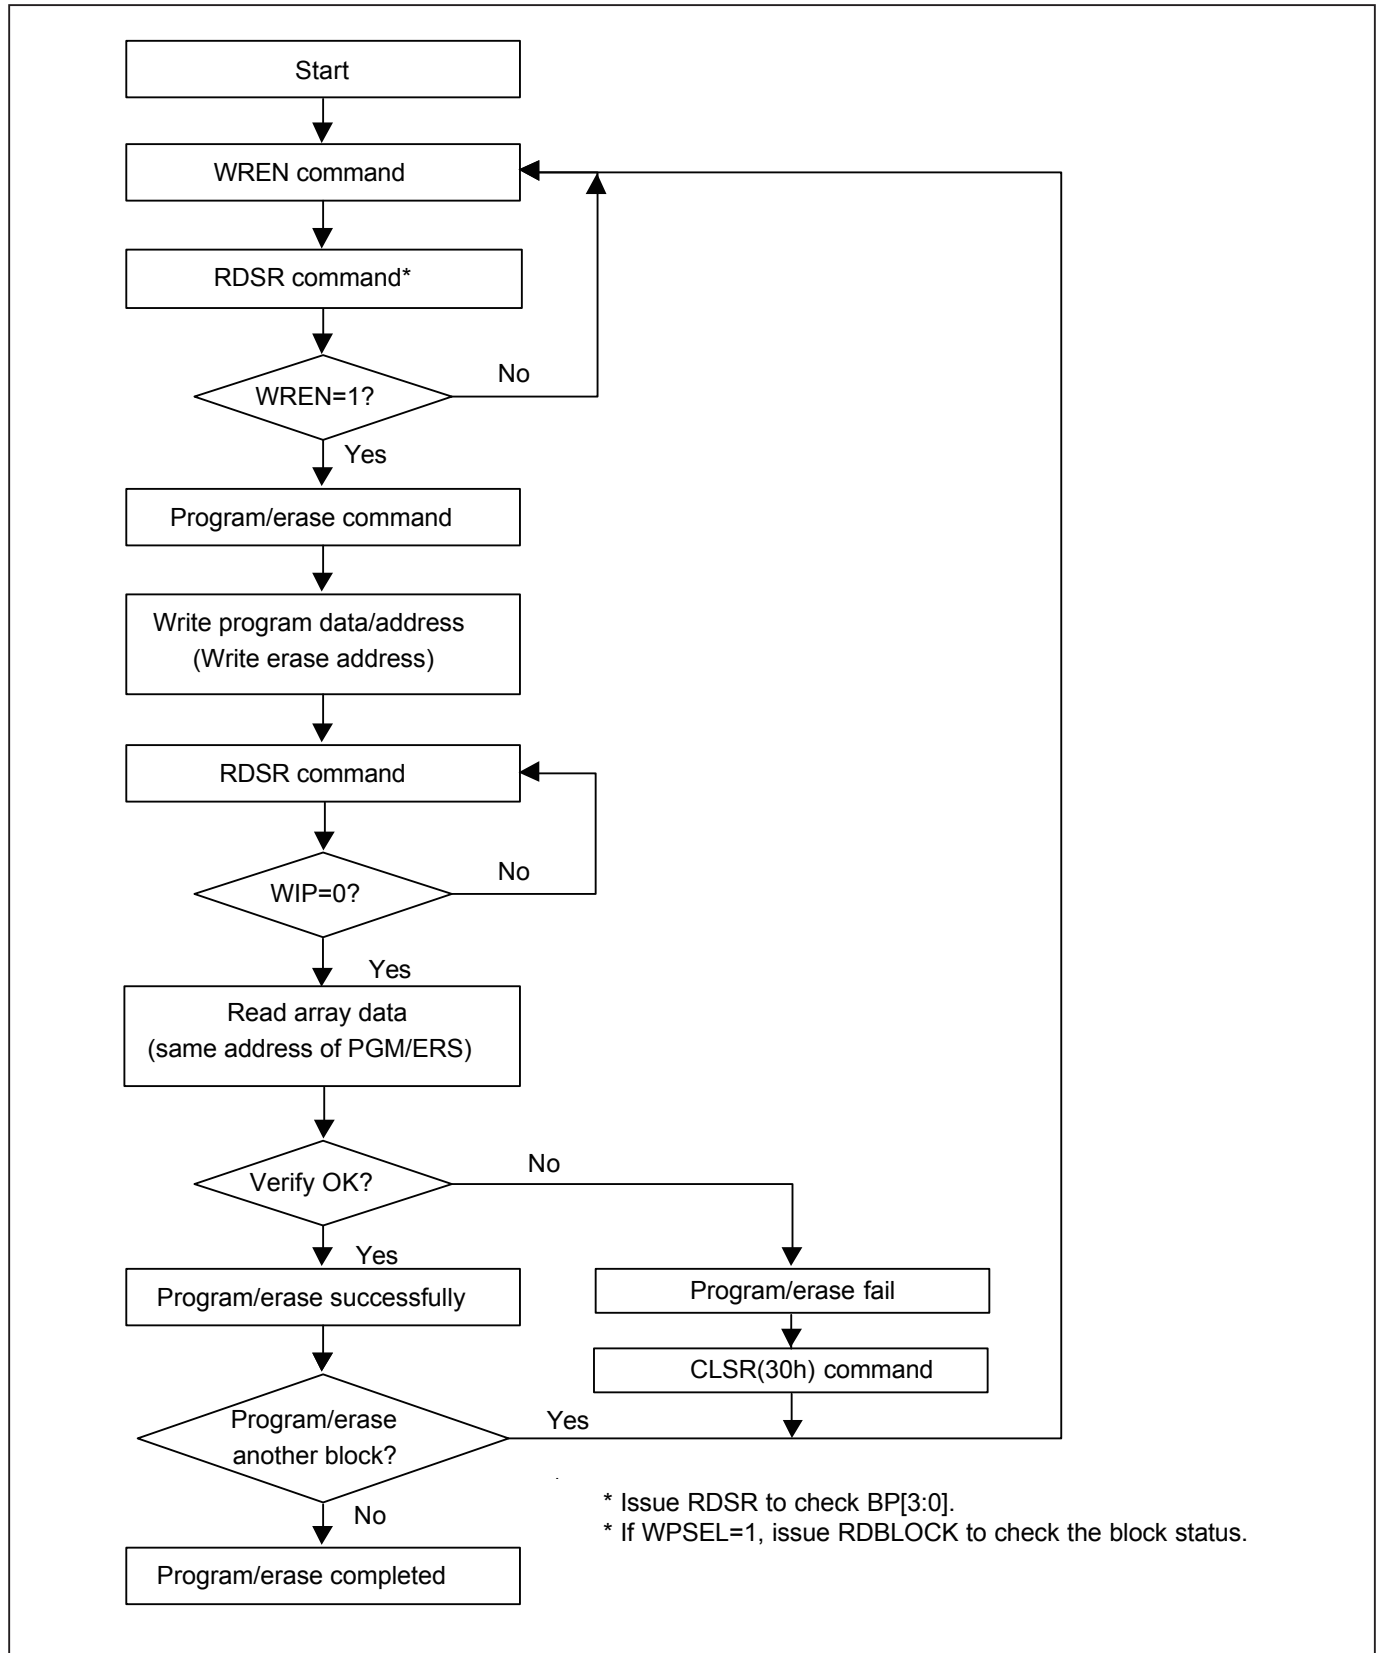 Start
WREN command
RDSR command*
WREN=1?
No
Yes
Program/erase command
Write program data/address
(Write erase address)
RDSR command
WIP=0?
No
Yes
Read array data
(same address of PGM/ERS)
Verify OK?
No
Yes
Program/erase successfully
Program/erase fail
CLSR(30h) command
Program/erase
another block?
Yes
No
* Issue RDSR to check BP[3:0].
* If WPSEL=1, issue RDBLOCK to check the block status.
Program/erase completed